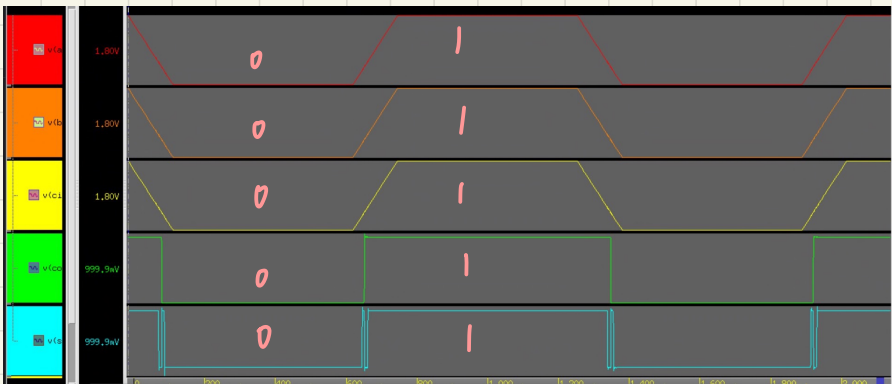 v(a 1.80V 0 1
v(b 1.80V 0 1
v(ci 1.80V 0 1
v(co 999.9mV 0 1
v(s 999.9mV 0 1
0 200 400 600 800 1,000 1,200 1,400 1,600 1,800 2,000